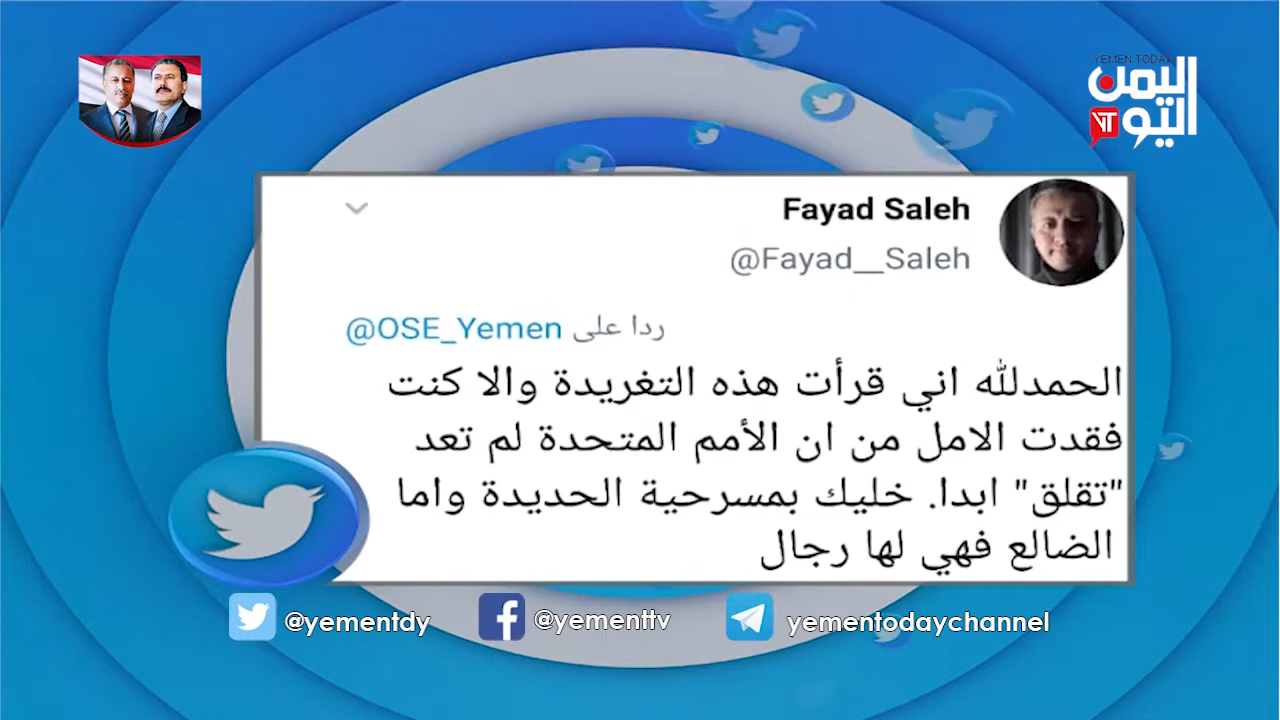 YEMEN TODAY
اليمن
اليوم
YT
Fayad Saleh
@Fayad__Saleh
ردا على @OSE_Yemen
الحمدلله اني قرأت هذه التغريدة والا كنت
فقدت الامل من ان الأمم المتحدة لم تعد
"تقلق" ابدا. خليك بمسرحية الحديدة واما
الضالع فهي لها رجال
@yementdy
@yementtv
yementodaychannel